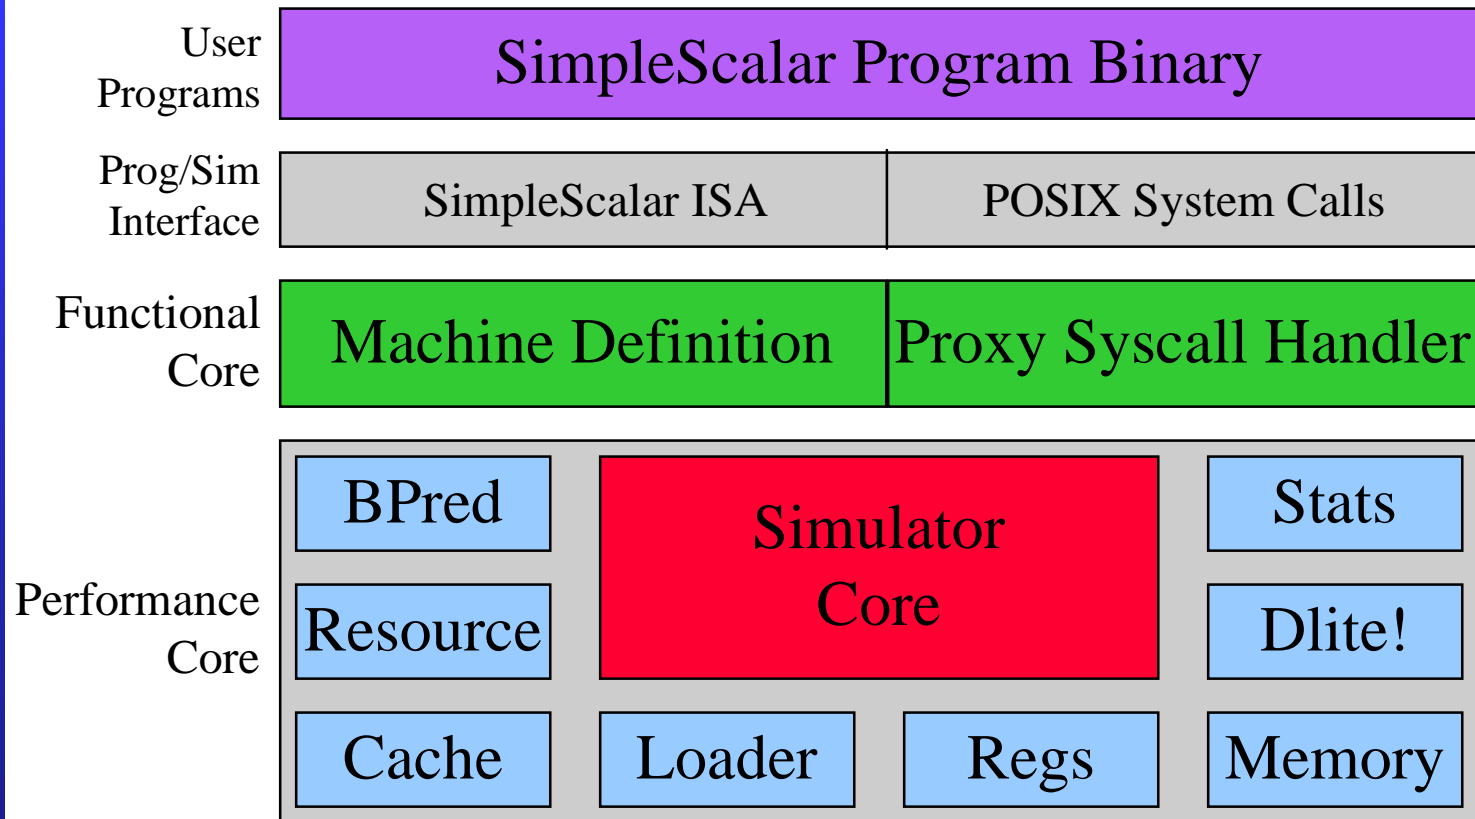 User
Programs
SimpleScalar Program Binary
Prog/Sim
Interface
SimpleScalar ISA
POSIX System Calls
Functional
Core
Machine Definition
Proxy Syscall Handler
Performance
Core
BPred
Simulator
Core
Stats
Resource
Dlite!
Cache
Loader
Regs
Memory